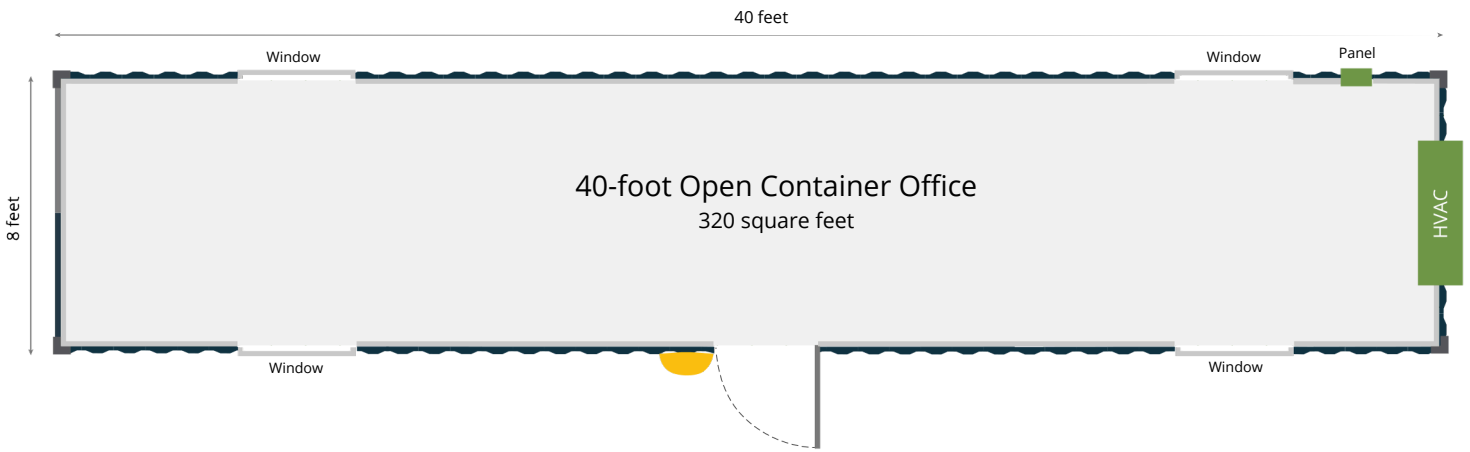 40 feet
Window
Window
Panel
8 feet
40-foot Open Container Office
320 square feet
HVAC
Window
Window